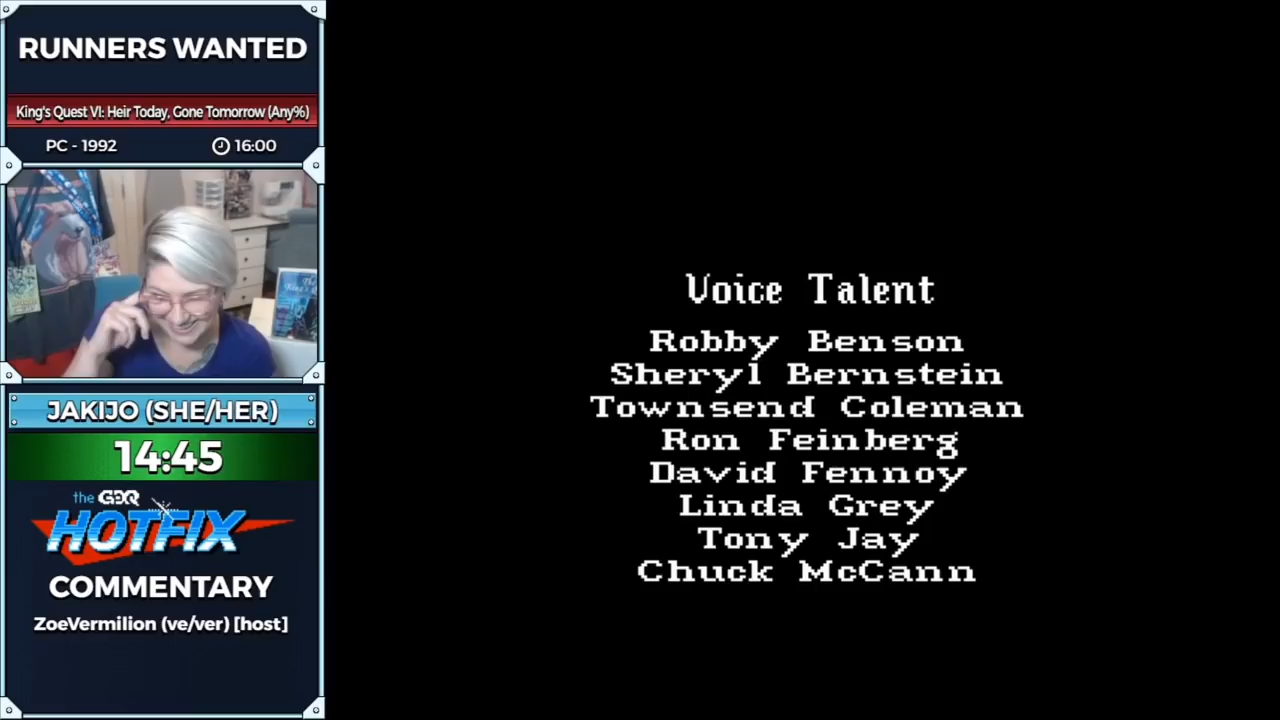 RUNNERS WANTED
King's Quest VI: Heir Today, Gone Tomorrow (Any%)
PC - 1992
16:00
JAKIJO (SHE/HER)
14:45
the GDQ
HOTFIX
COMMENTARY
ZoeVermilion (ve/ver) [host]
Voice Talent
Robby Benson
Sheryl Bernstein
Townsend Coleman
Ron Feinberg
David Fennoy
Linda Grey
Tony Jay
Chuck McCann